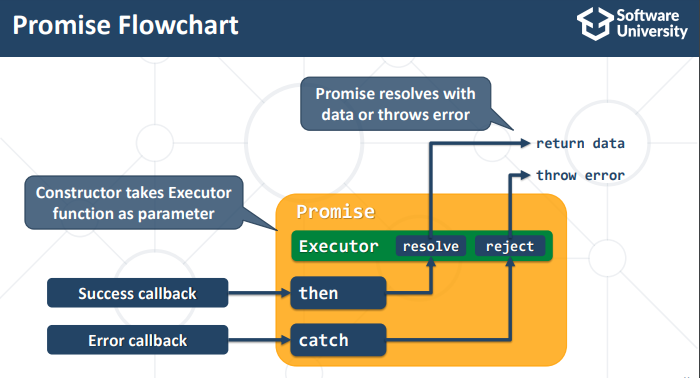 Promise Flowchart
Software
University
Promise resolves with
data or throws error
return data
throw error
Constructor takes Executor
function as parameter
Promise
Executor resolve reject
Success callback then
Error callback catch